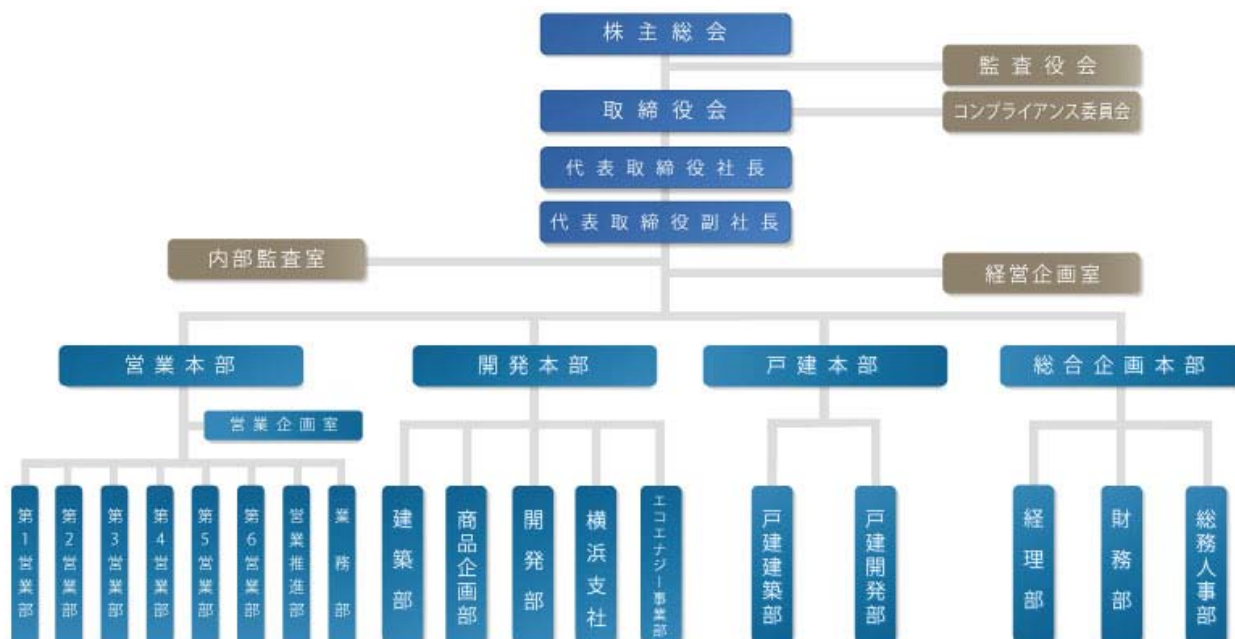 株主総会
監査役会
取締役会
コンプライアンス委員会
代表取締役社長
代表取締役副社長
内部監査室
経営企画室
営業本部
開発本部
戸建本部
総合企画本部
営業企画室
第1営業部
第2営業部
第3営業部
第4営業部
第5営業部
第6営業部
営業推進部
業務部
建築部
商品企画部
開発部
横浜支社
エコエナジー事業部
戸建建築部
戸建開発部
経理部
財務部
総務人事部